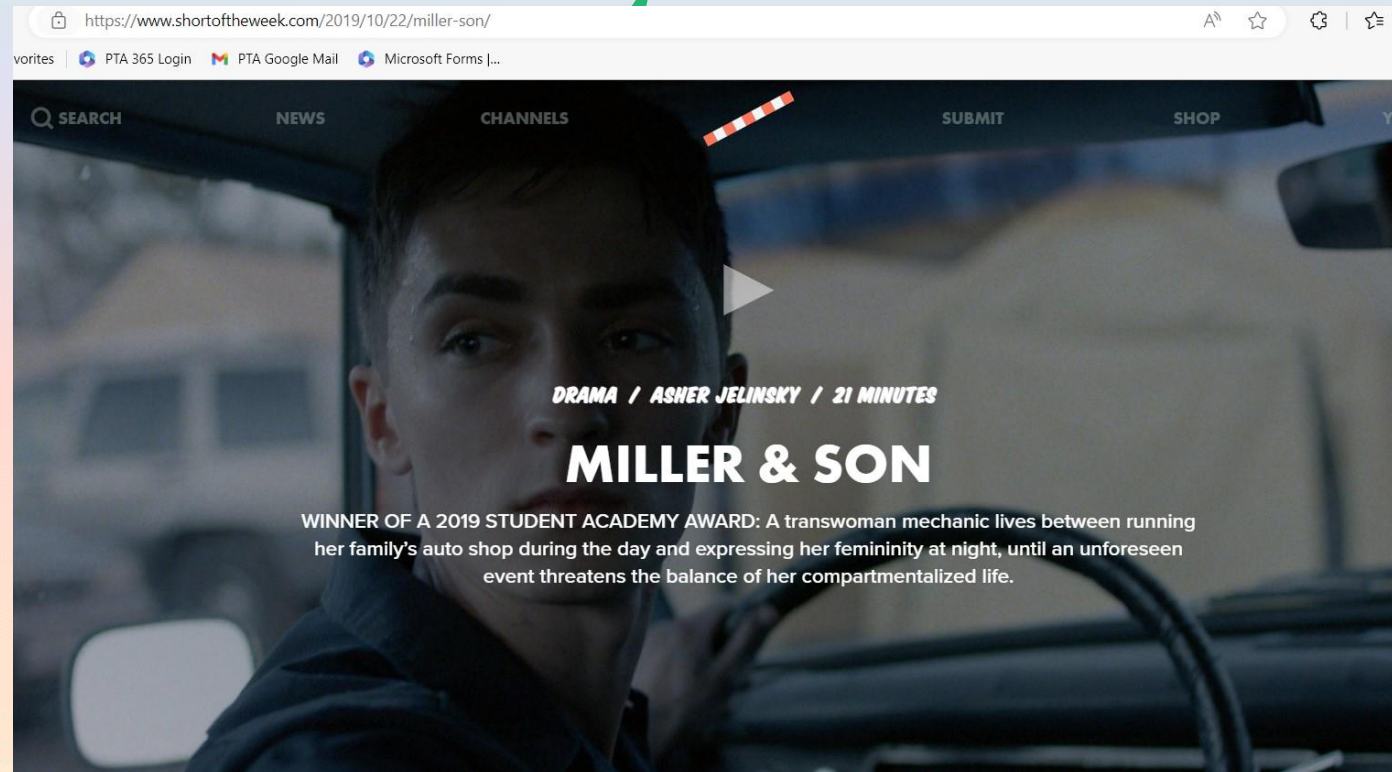 https://www.shortoftheweek.com/2019/10/22/miller-son/
vorites PTA 365 Login PTA Google Mail Microsoft Forms |...
SEARCH NEWS CHANNELS SUBMIT SHOP Y
DRAMA / ASHER JELINSKY / 21 MINUTES
MILLER & SON
WINNER OF A 2019 STUDENT ACADEMY AWARD: A transwoman mechanic lives between running
her family's auto shop during the day and expressing her femininity at night, until an unforeseen
event threatens the balance of her compartmentalized life.